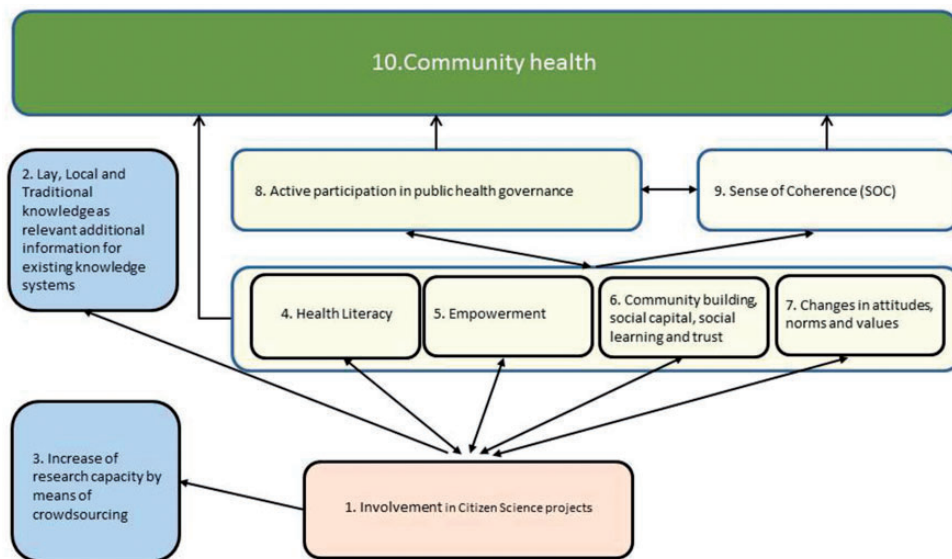 10.Community health
2. Lay, Local and
Traditional
knowledge as
relevant additional
information for
existing knowledge
systems
8. Active participation in public health governance
9. Sense of Coherence (SOC)
4. Health Literacy
5. Empowerment
6. Community building,
social capital, social
learning and trust
7. Changes in attitudes,
norms and values
3. Increase of
research capacity by
means of
crowdsourcing
1. Involvement in Citizen Science projects